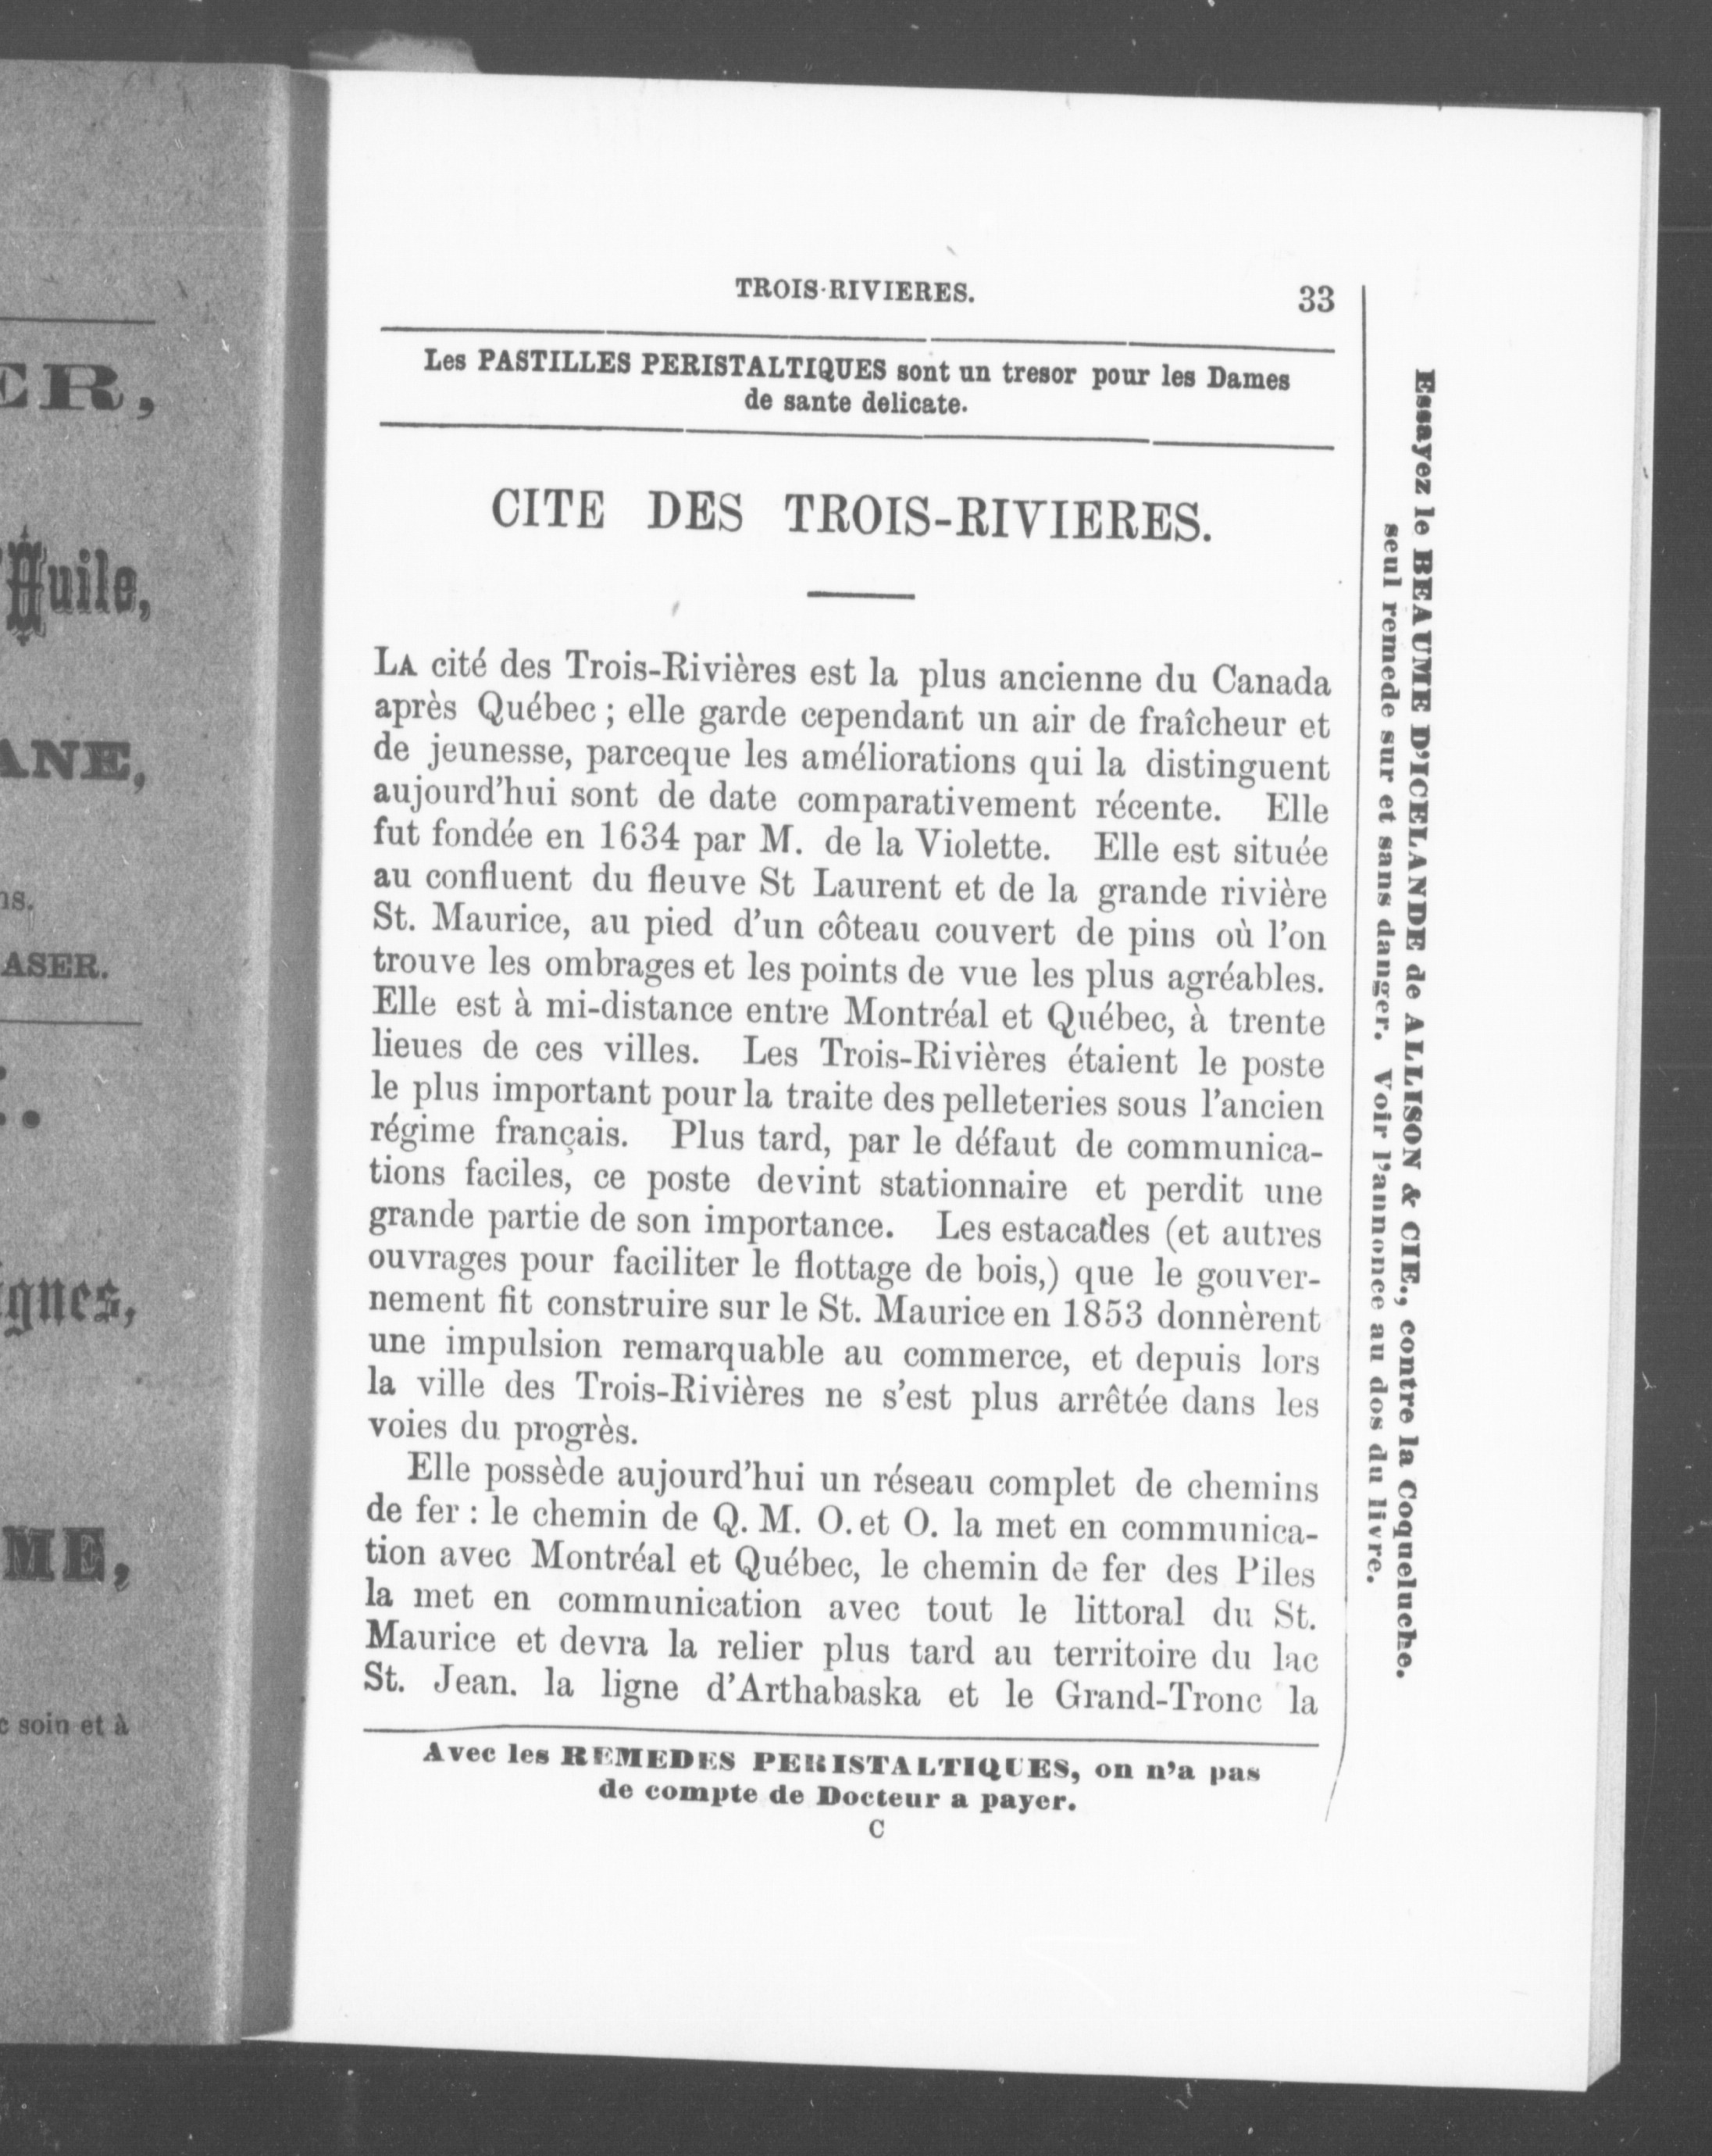 ER,
Huile,
ANE,
ns.
ASER.
ignes,
ME,
c soin et à
TROIS-RIVIERES.
33
Les PASTILLES PERISTALTIQUES sont un tresor pour les Dames
de sante delicate.
CITE DES TROIS-RIVIERES.
LA cité des Trois-Rivières est la plus ancienne du Canada
après Québec ; elle garde cependant un air de fraîcheur et
de jeunesse, parceque les améliorations qui la distinguent
aujourd'hui sont de date comparativement récente. Elle
fut fondée en 1634 par M. de la Violette. Elle est située
au confluent du fleuve St Laurent et de la grande rivière
St. Maurice, au pied d'un côteau couvert de pins où l'on
trouve les ombrages et les points de vue les plus agréables.
Elle est à mi-distance entre Montréal et Québec, à trente
lieues de ces villes. Les Trois-Rivières étaient le poste
le plus important pour la traite des pelleteries sous l'ancien
régime français. Plus tard, par le défaut de communica-
tions faciles, ce poste devint stationnaire et perdit une
grande partie de son importance. Les estacades (et autres
ouvrages pour faciliter le flottage de bois,) que le gouver-
nement fit construire sur le St. Maurice en 1853 donnèrent
une impulsion remarquable au commerce, et depuis lors
la ville des Trois-Rivières ne s'est plus arrêtée dans les
voies du progrès.
Elle possède aujourd'hui un réseau complet de chemins
de fer : le chemin de Q. M. O. et O. la met en communica-
tion avec Montréal et Québec, le chemin de fer des Piles
la met en communication avec tout le littoral du St.
Maurice et devra la relier plus tard au territoire du lac
St. Jean. la ligne d'Arthabaska et le Grand-Tronc la
Avec les REMEDES PERISTALTIQUES, on n'a pas
de compte de Docteur a payer.
C
Essayez le BEAUME D'ICELANDE de ALLISON & CIE., contre la Coqueluche.
seul remede sur et sans danger. Voir l'annonce au dos du livre.